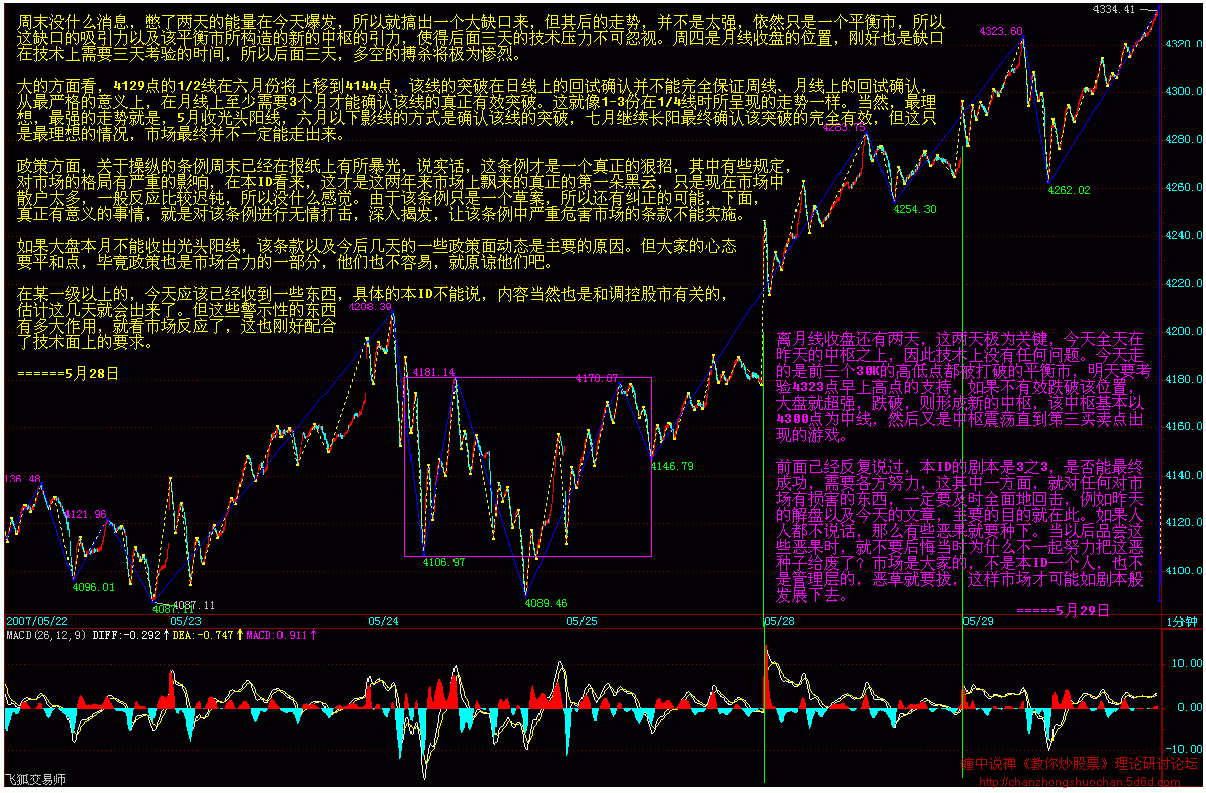 4334.41
周末没什么消息，憋了两天的能量在今天爆发，所以就搞出一个大缺口来，但其后的走势，并不是太强，依然只是一个平衡市，所以
这缺口的吸引力以及该平衡市所构造的新的中枢的引力，使得后面三天的技术压力不可忽视。周四是月线收盘的位置，刚好也是缺口
在技术上需要三天考验的时间，所以后面三天，多空的搏杀将极为惨烈。
大的方面看，4129点的1/2线在六月份将上移到4144点，该线的突破在日线上的回试确认并不能完全保证周线、月线上的回试确认，
从最严格的意义上，在月线上至少需要3个月才能确认该线的真正有效突破。这就像1-3份在1/4线时所呈现的走势一样。当然，最理
想，最强的走势就是，5月收光头阳线，六月以下影线的方式是确认该线的突破，七月继续长阳最终确认该突破的完全有效，但这只
是最理想的情况，市场最终并不一定能走出来。
政策方面，关于操纵的条例周末已经在报纸上有所暴光，说实话，这条例才是一个真正的狠招，其中有些规定，
对市场的格局有严重的影响，在本ID看来，这才是这两年来市场上飘来的真正的第一朵黑云，只是现在市场中
散户太多，一般反应比较迟钝，所以没什么感觉。由于该条例只是一个草案，所以还有纠正的可能，下面，
真正有意义的事情，就是对该条例进行无情打击，深入揭发，让该条例中严重危害市场的条款不能实施。
如果大盘本月不能收出光头阳线，该条款以及今后几天的一些政策面动态是主要的原因。但大家的心态
要平和点，毕竟政策也是市场合力的一部分，他们也不容易，就原谅他们吧。
在某一级以上的，今天应该已经收到一些东西，具体的本ID不能说，内容当然也是和调控股市有关的，
估计这几天就会出来了。但这些警示性的东西
有多大作用，就看市场反应了，这也刚好配合
了技术面上的要求。
======5月28日
4323.60
4283.75
4254.30
4262.02
4208.39
4181.14
4170.07
4146.79
4106.97
4089.46
136.48
4121.96
4096.01
4087.11
4087.11
离月线收盘还有两天，这两天极为关键，今天全天在
昨天的中枢之上，因此技术上没有任何问题。今天走
的是前三个30K的高低点都被打破的平衡市，明天要考
验4323点早上高点的支持，如果不有效跌破该位置，
大盘就超强，跌破，则形成新的中枢，该中枢基本以
4300点为中线，然后又是中枢震荡直到第三买卖点出
现的游戏。
前面已经反复说过，本ID的剧本是3之3，是否能最终
成功，需要各方努力，这其中一方面，就对任何对市
场有损害的东西，一定要及时全面地回击，例如昨天
的解盘以及今天的文章，主要的目的就在此。如果人
人都不说话，那么有些恶果就要种下。当以后品尝这
些恶果时，就不要后悔当时为什么不一起努力把这恶
种子给废了？市场是大家的，不是本ID一个人，也不
是管理层的，恶草就要拔，这样市场才可能如剧本般
发展下去。
=====5月29日
4320.0
4300.0
4280.0
4260.0
4240.0
4220.0
4200.0
4180.0
4160.0
4140.0
4120.0
4100.0
2007/05/22 05/23 05/24 05/25 05/28 05/29 1分钟
MACD(26,12,9) DIFF:-0.292↑ DEA:-0.747↑ MACD:0.911↑
10.00
0.00
-10.00
缠中说禅《教你炒股票》理论研讨论坛
http://chanzhongshuochan.5d6d.com
飞狐交易师